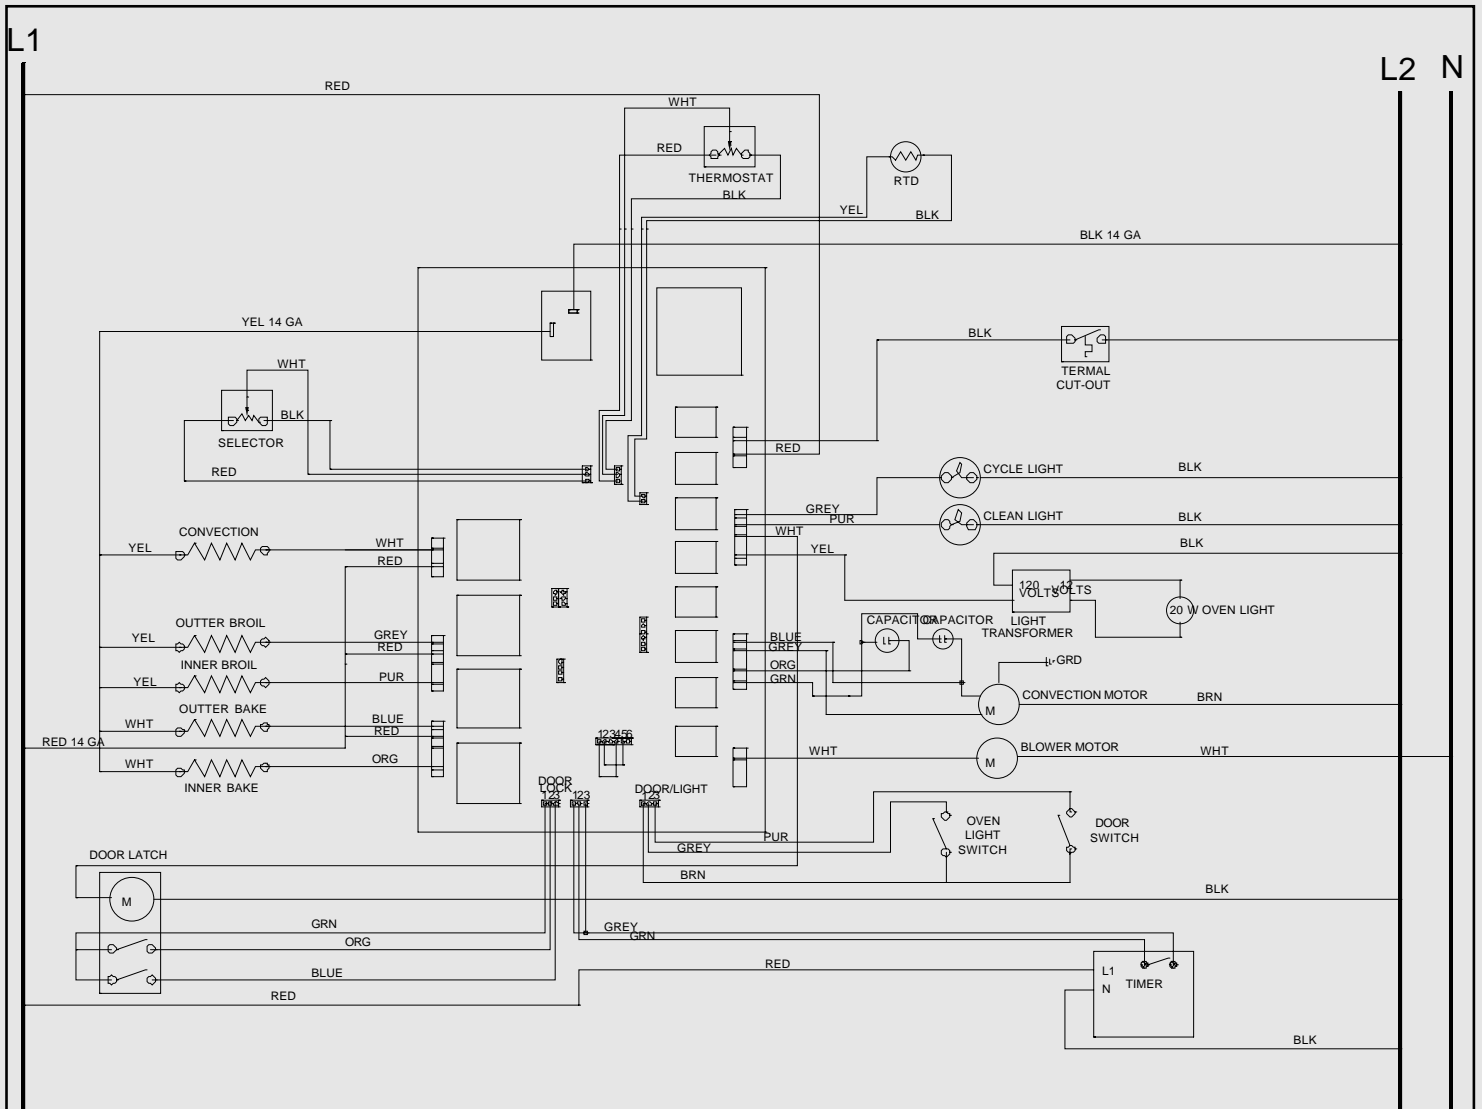 L1
L2 N
RED
WHT
RED
THERMOSTAT
BLK
RTD
YEL
BLK
BLK 14 GA
YEL 14 GA
WHT
BLK
SELECTOR
RED
BLK
TERMAL
CUT-OUT
RED
CYCLE LIGHT
BLK
GREY
PUR
CLEAN LIGHT
BLK
WHT
YEL
BLK
CONVECTION
YEL
WHT
RED
120
VOLTS
12
VOLTS
20 W OVEN LIGHT
LIGHT
TRANSFORMER
CAPACITOR
CAPACITOR
OUTTER BROIL
YEL
GREY
RED
INNER BROIL
YEL
PUR
OUTTER BAKE
WHT
BLUE
RED
RED 14 GA
WHT
ORG
INNER BAKE
BLUE
GREY
ORG
GRN
GRD
CONVECTION MOTOR
M
BRN
BLOWER MOTOR
M
WHT
WHT
123456
DOOR
LOCK
123
123
DOOR/LIGHT
123
PUR
GREY
BRN
OVEN
LIGHT
SWITCH
DOOR
SWITCH
DOOR LATCH
M
BLK
GRN
ORG
BLUE
GREY
GRN
RED
RED
L1
N
TIMER
BLK